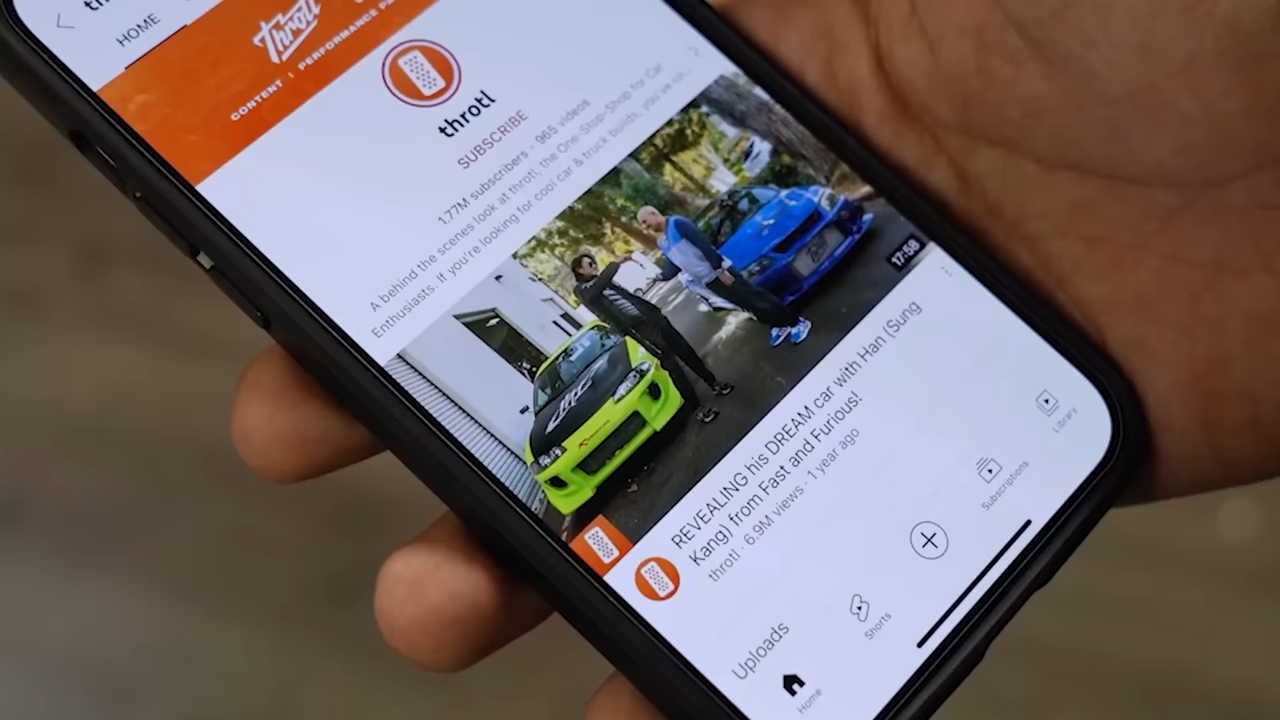 HOME
throtl
CONTENT | PERFORMANCE
throtl
SUBSCRIBE
1.77M subscribers · 965 videos
A behind the scenes look at throtl, the One-Stop-Shop for Car
Enthusiasts. If you're looking for cool car & truck builds, you've co...
17:58
REVEALING his DREAM car with Han (Sung
Kang) from Fast and Furious!
throtl · 6.9M views · 1 year ago
Uploads
Home
Shorts
Subscriptions
Library